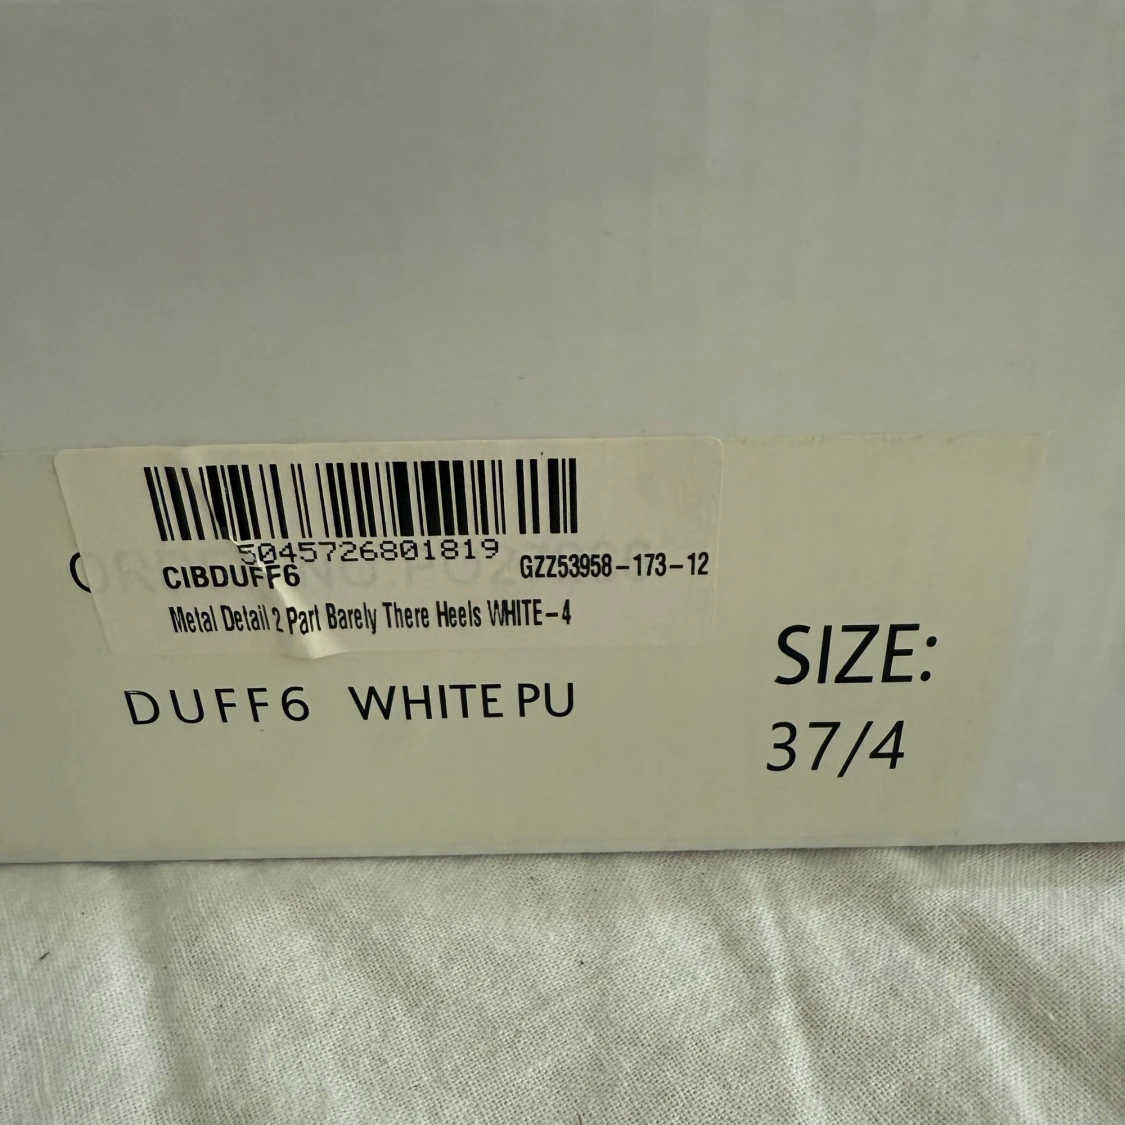 5045726801819
CIBDUFF6 GZZ53958-173-12
Metal Detail 2 Part Barely There Heels WHITE-4
DUFF6 WHITE PU
SIZE:
37/4